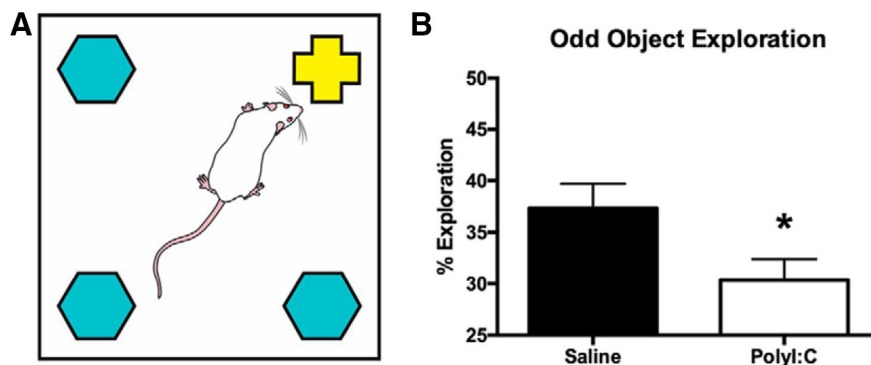 A
B
Odd Object Exploration
% Exploration
50
45
40
35
30
25
*
Saline
PolyI:C